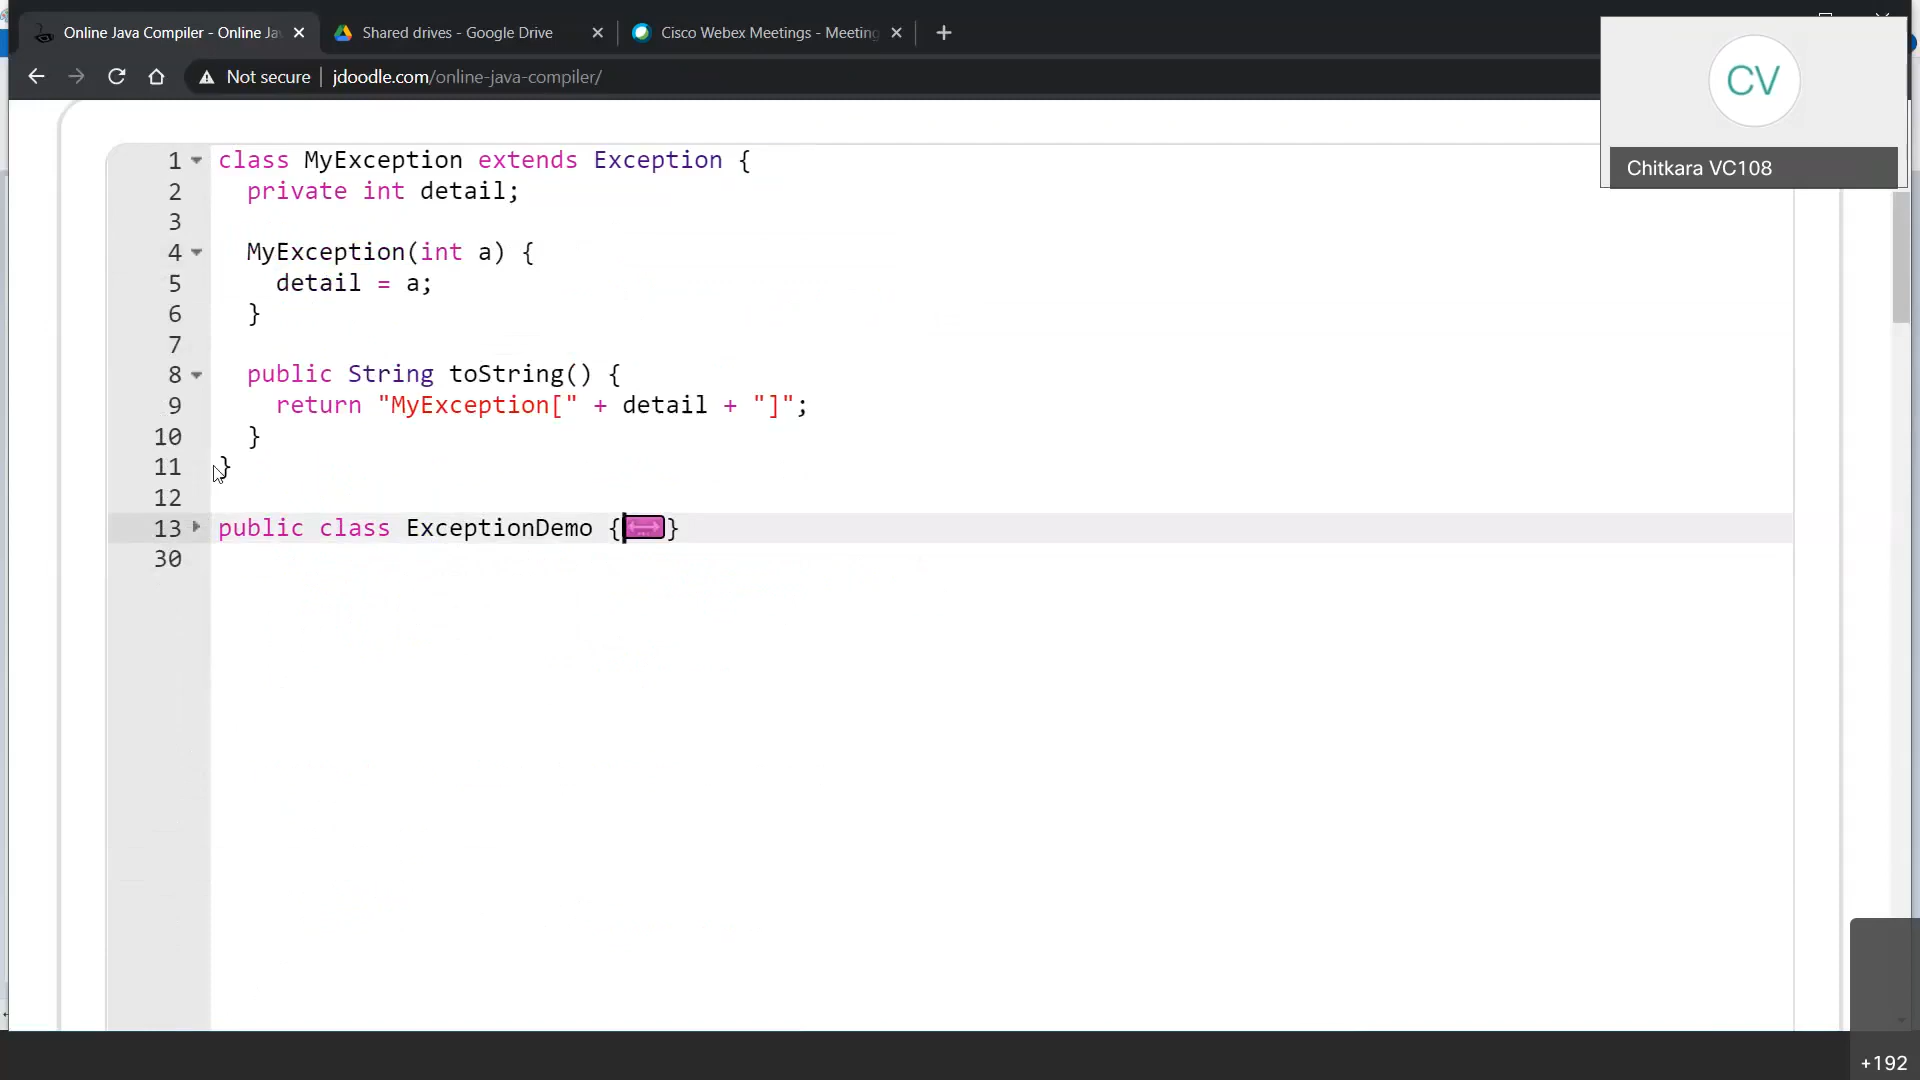 Online Java Compiler - Online Ja
Shared drives - Google Drive
Cisco Webex Meetings - Meeting
Not secure | jdoodle.com/online-java-compiler/
CV
Chitkara VC108
1 class MyException extends Exception {
2 private int detail;
3
4 MyException(int a) {
5 detail = a;
6 }
7
8 public String toString() {
9 return "MyException[" + detail + "]";
10 }
11 }
12
13 public class ExceptionDemo {...}
30
+192